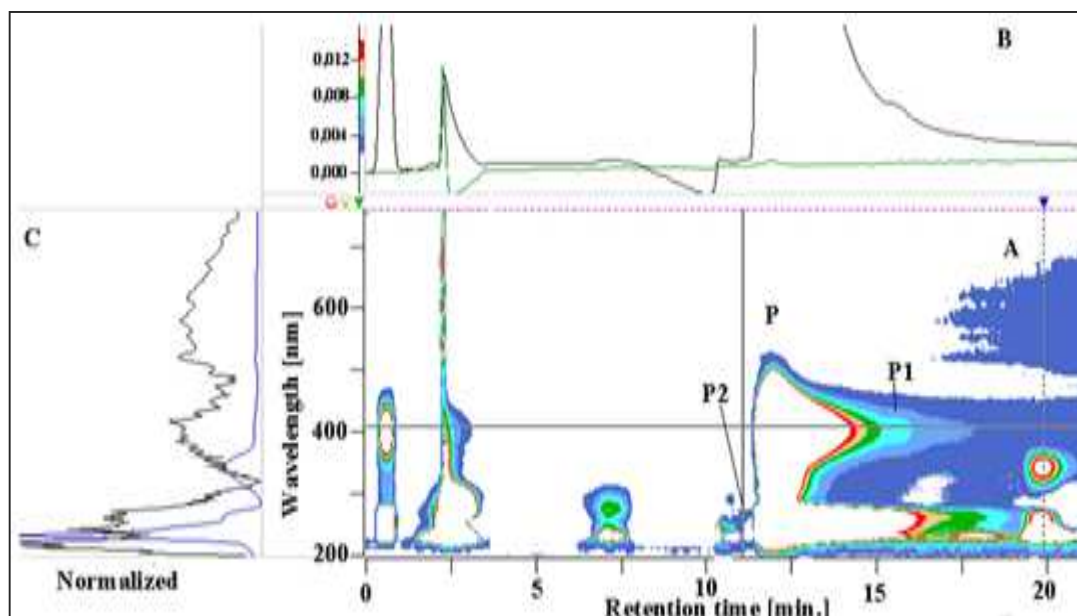 B
0,012
0,008
0,004
0,000
C
A
600
P
P1
P2
400
200
Wavelength [nm]
Normalized
0
5
10
15
20
Retention time [min.]